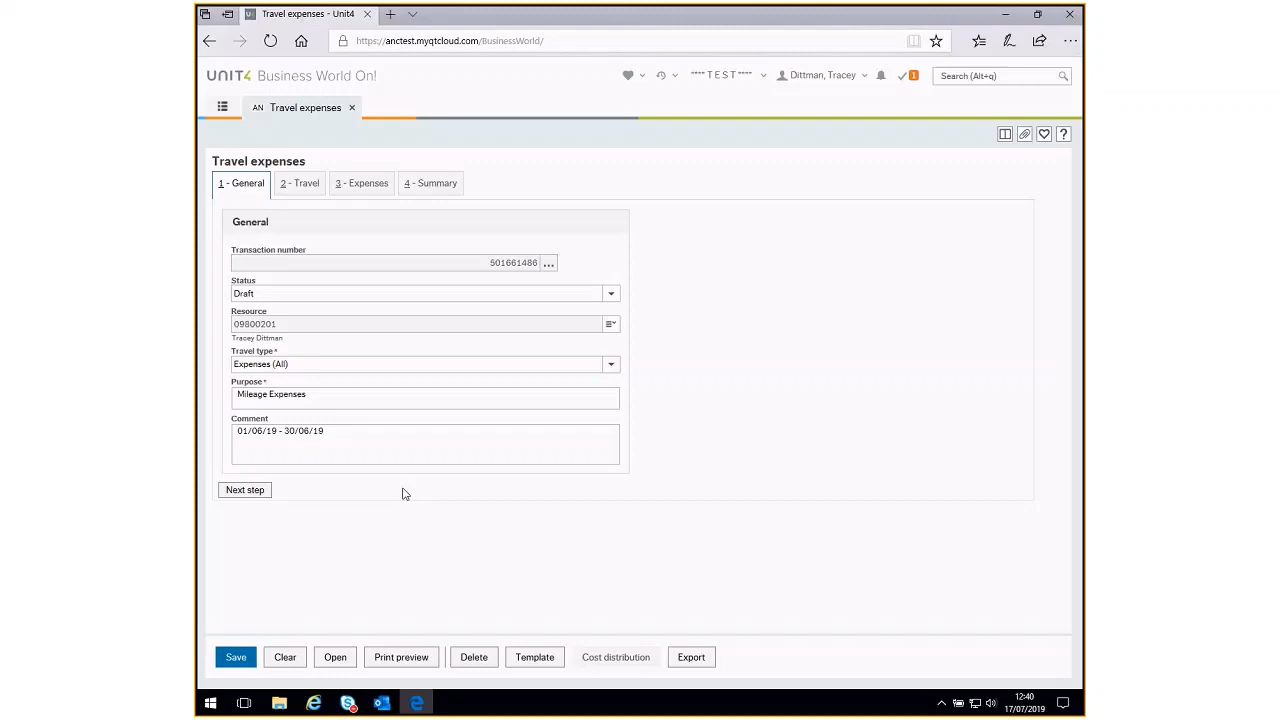 Travel expenses - Unit4
https://anctest.myqtcloud.com/BusinessWorld/
UNIT4 Business World On!
****TEST****
Dittman, Tracey
1
Search (Alt+q)
AN Travel expenses
?
Travel expenses
1 - General
2 - Travel
3 - Expenses
4 - Summary
General
Transaction number
501661486 ...
Status
Draft
Resource
09800201
Tracey Dittman
Travel type*
Expenses (All)
Purpose*
Mileage Expenses
Comment
01/06/19 - 30/06/19
Next step
Save
Clear
Open
Print preview
Delete
Template
Cost distribution
Export
12:40
17/07/2019